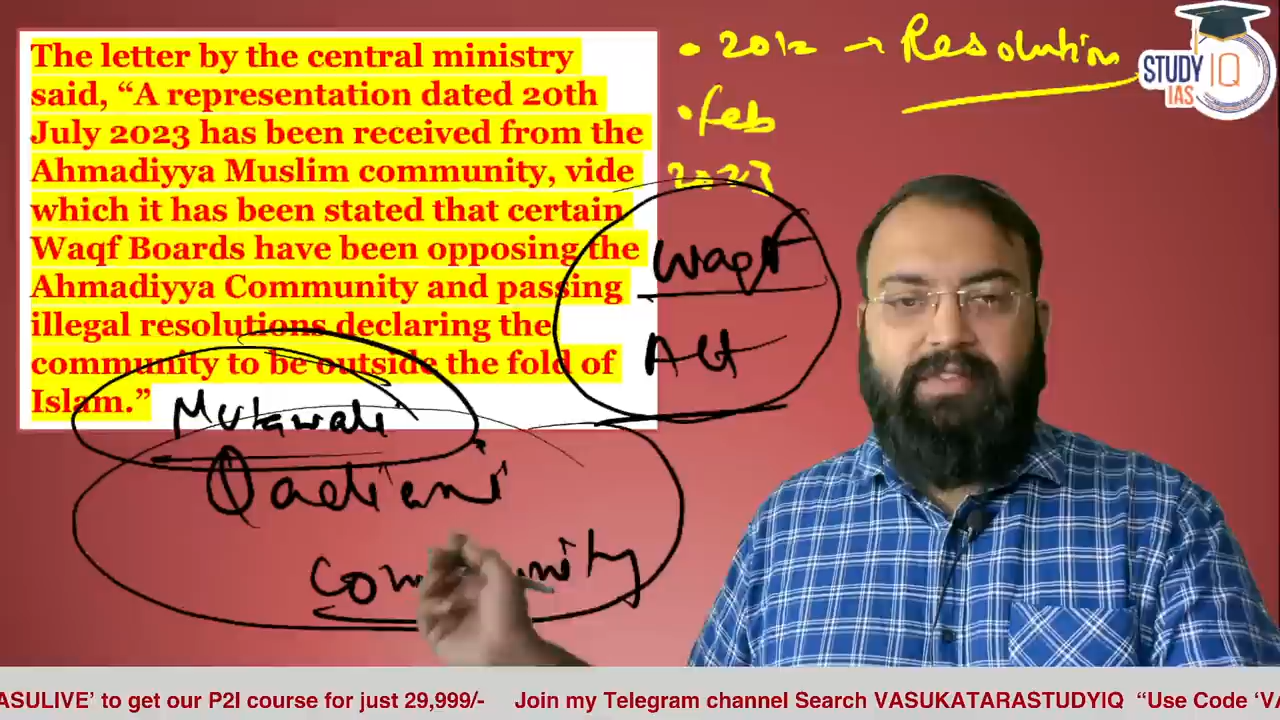 The letter by the central ministry
said, “A representation dated 20th
July 2023 has been received from the
Ahmadiyya Muslim community, vide
which it has been stated that certain
Waqf Boards have been opposing the
Ahmadiyya Community and passing
illegal resolutions declaring the
community to be outside the fold of
Islam.”
• 2012 → Resolution
• Feb
2023
Waqf
Act
Mutawali
Qadiani
Community
STUDY IQ
IAS
ASULIVE’ to get our P2I course for just 29,999/- Join my Telegram channel Search VASUKATARASTUDYIQ “Use Code ‘VA